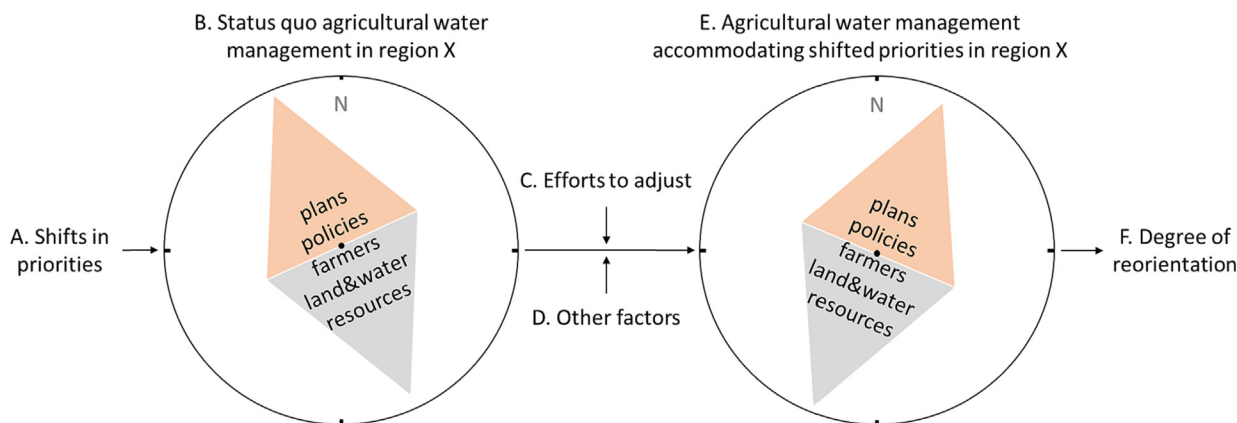 B. Status quo agricultural water
management in region X
E. Agricultural water management
accommodating shifted priorities in region X
A. Shifts in
priorities
N
plans
policies
farmers
land&water
resources
C. Efforts to adjust
D. Other factors
N
plans
policies
farmers
land&water
resources
F. Degree of
reorientation